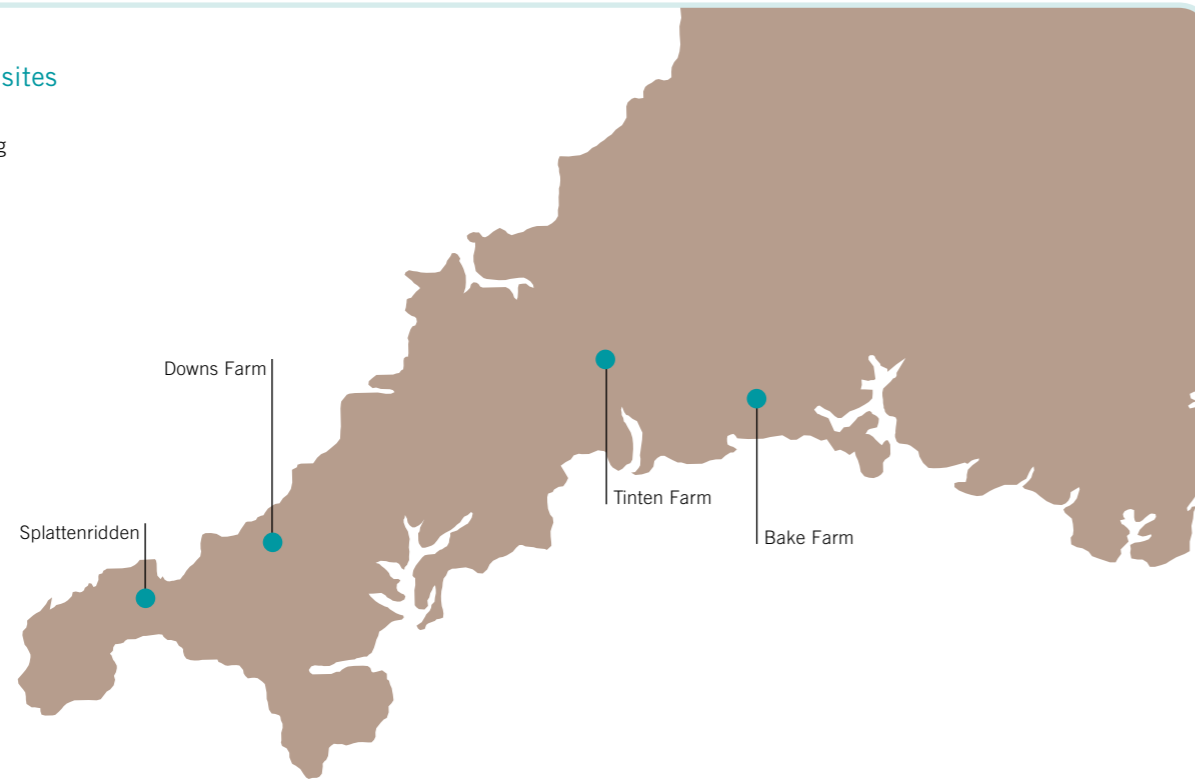 sites
g
Downs Farm
Tinten Farm
Splattenridden
Bake Farm